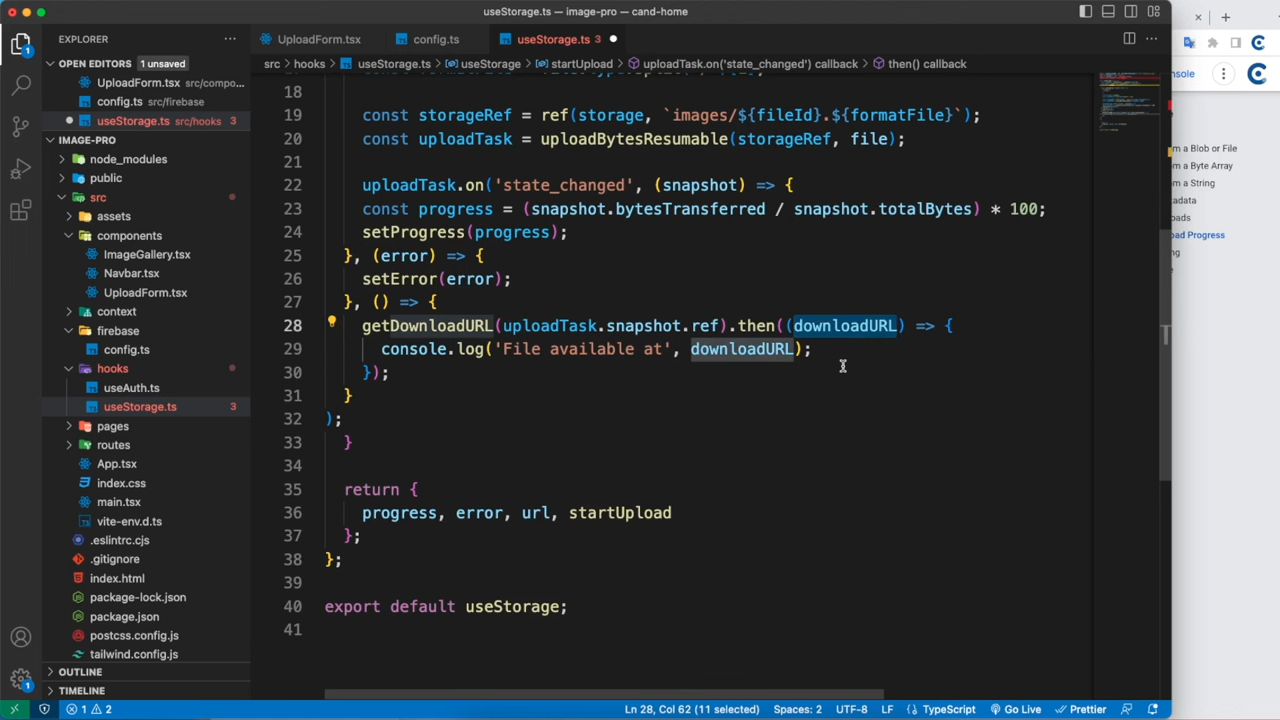 useStorage.ts — image-pro — cand-home
EXPLORER
UploadForm.tsx
config.ts
useStorage.ts 3
src > hooks > useStorage.ts > useStorage > startUpload > uploadTask.on('state_changed') callback > then() callback
OPEN EDITORS 1 unsaved
UploadForm.tsx src/compo...
config.ts src/firebase
useStorage.ts src/hooks 3
IMAGE-PRO
node_modules
public
src
assets
components
ImageGallery.tsx
Navbar.tsx
UploadForm.tsx
context
firebase
config.ts
hooks
useAuth.ts
useStorage.ts 3
pages
routes
App.tsx
index.css
main.tsx
vite-env.d.ts
.eslintrc.cjs
.gitignore
index.html
package-lock.json
package.json
postcss.config.js
tailwind.config.js
OUTLINE
TIMELINE
18
19 const storageRef = ref(storage, `images/${fileId}.${formatFile}`);
20 const uploadTask = uploadBytesResumable(storageRef, file);
21
22 uploadTask.on('state_changed', (snapshot) => {
23 const progress = (snapshot.bytesTransferred / snapshot.totalBytes) * 100;
24 setProgress(progress);
25 }, (error) => {
26 setError(error);
27 }, () => {
28 getDownloadURL(uploadTask.snapshot.ref).then((downloadURL) => {
29 console.log('File available at', downloadURL);
30 });
31 }
32 );
33 }
34
35 return {
36 progress, error, url, startUpload
37 };
38 };
39
40 export default useStorage;
41
nsole
m a Blob or File
m a Byte Array
m a String
adata
oads
oad Progress
ng
1
1
1 2
Ln 28, Col 62 (11 selected)
Spaces: 2
UTF-8
LF
{} TypeScript
Go Live
Prettier